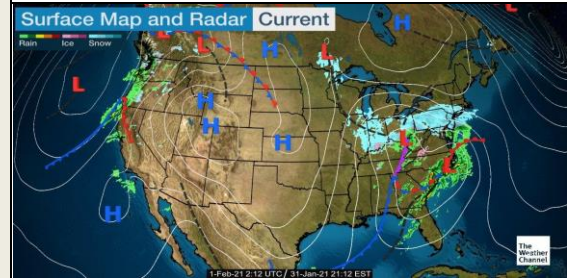 Surface Map and Radar Current
Rain Ice Snow
L
L
L
L
L
L
L
H
H
H
H
H
H
H
1-Feb-21 2:12 UTC / 31-Jan-21 21:12 EST
The
Weather
Channel